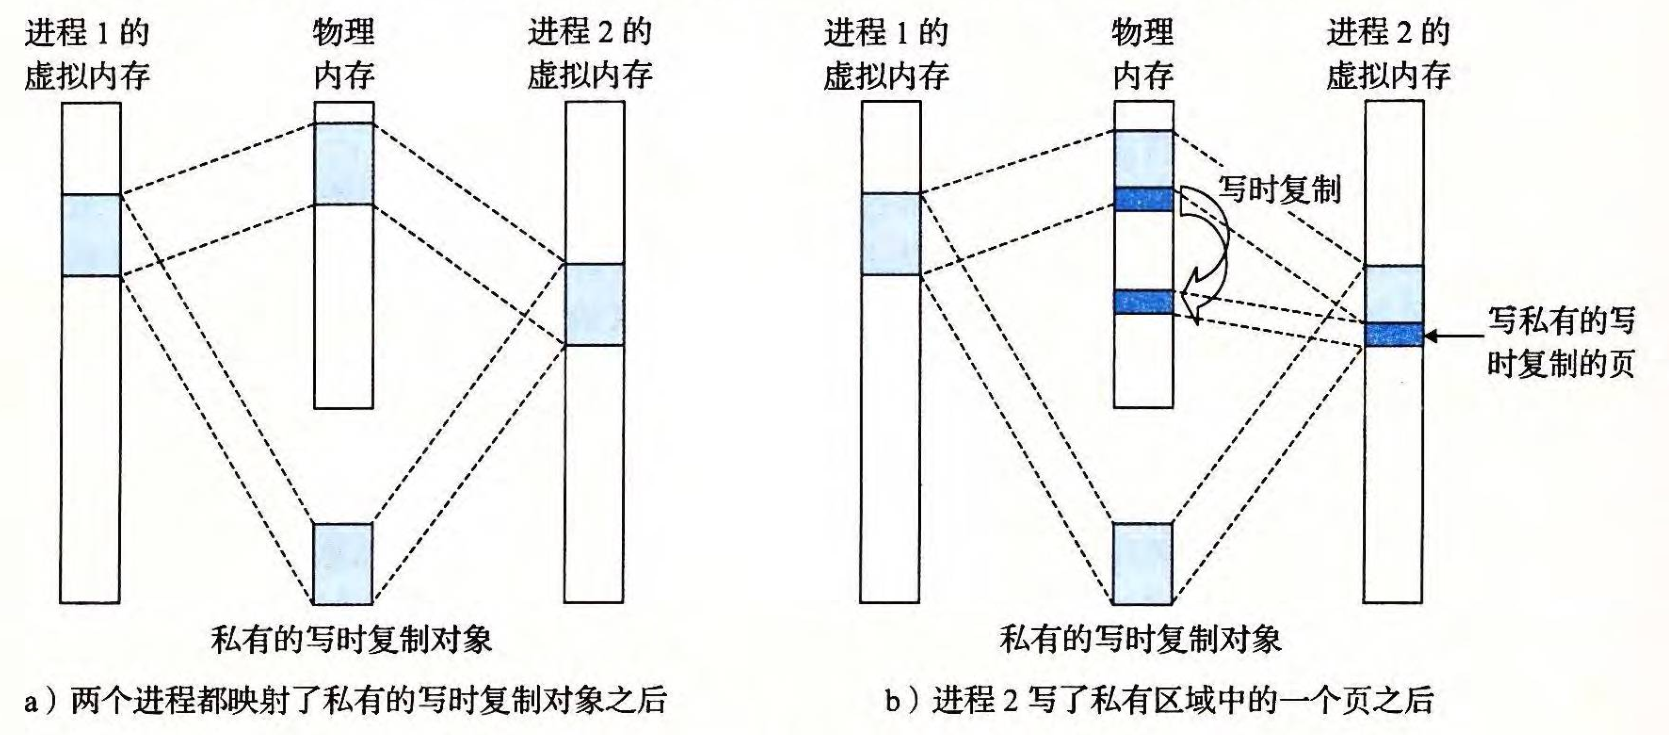 进程 1 的
虚拟内存
物理
内存
进程 2 的
虚拟内存
私有的写时复制对象
a）两个进程都映射了私有的写时复制对象之后
进程 1 的
虚拟内存
物理
内存
进程 2 的
虚拟内存
写时复制
写私有的写
时复制的页
私有的写时复制对象
b）进程 2 写了私有区域中的一个页之后